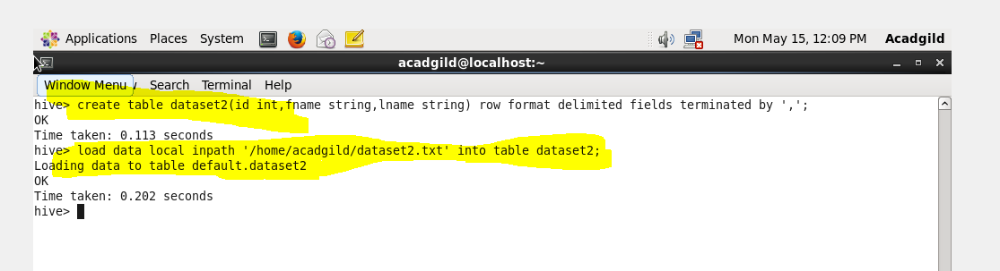 Applications Places System Mon May 15, 12:09 PM Acadgild
acadgild@localhost:~
Window Menu Search Terminal Help
hive> create table dataset2(id int,fname string,lname string) row format delimited fields terminated by ',';
OK
Time taken: 0.113 seconds
hive> load data local inpath '/home/acadgild/dataset2.txt' into table dataset2;
Loading data to table default.dataset2
OK
Time taken: 0.202 seconds
hive>